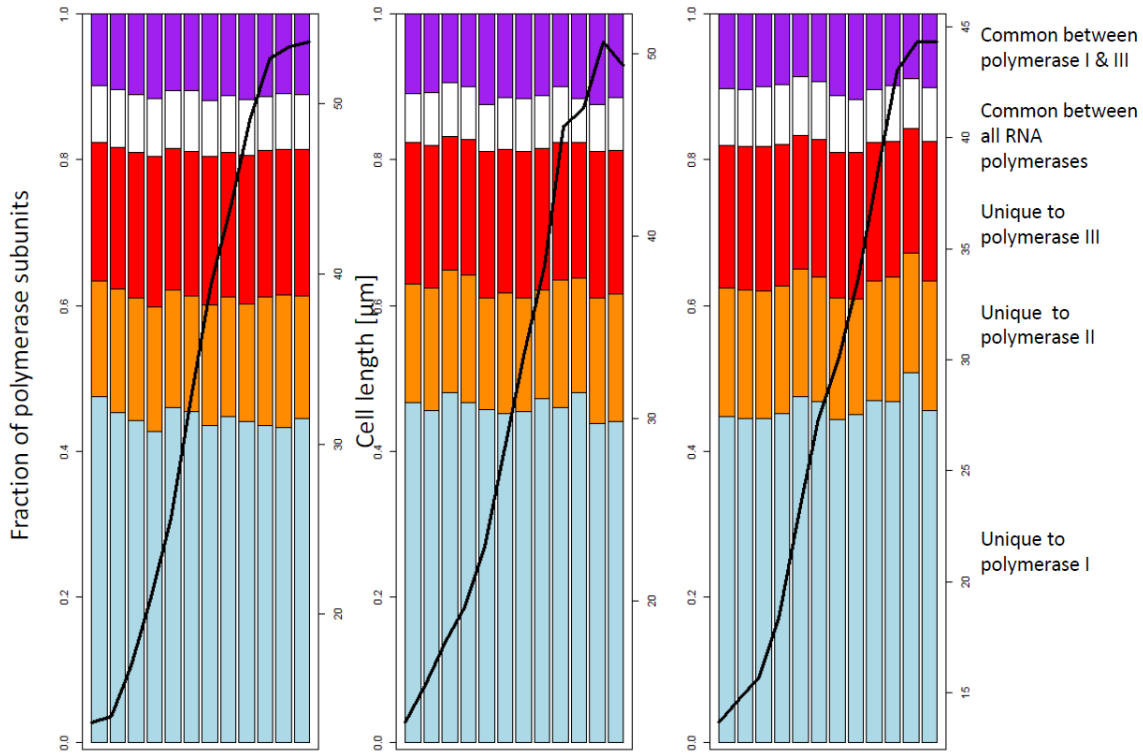 Fraction of polymerase subunits
1.0
0.8
0.6
0.4
0.2
0.0
50
40
30
20
Cell length [µm]
1.0
0.8
0.6
0.4
0.2
0.0
50
40
30
20
1.0
0.8
0.6
0.4
0.2
0.0
45
40
35
30
25
20
15
Common between
polymerase I & III
Common between
all RNA
polymerases
Unique to
polymerase III
Unique to
polymerase II
Unique to
polymerase I